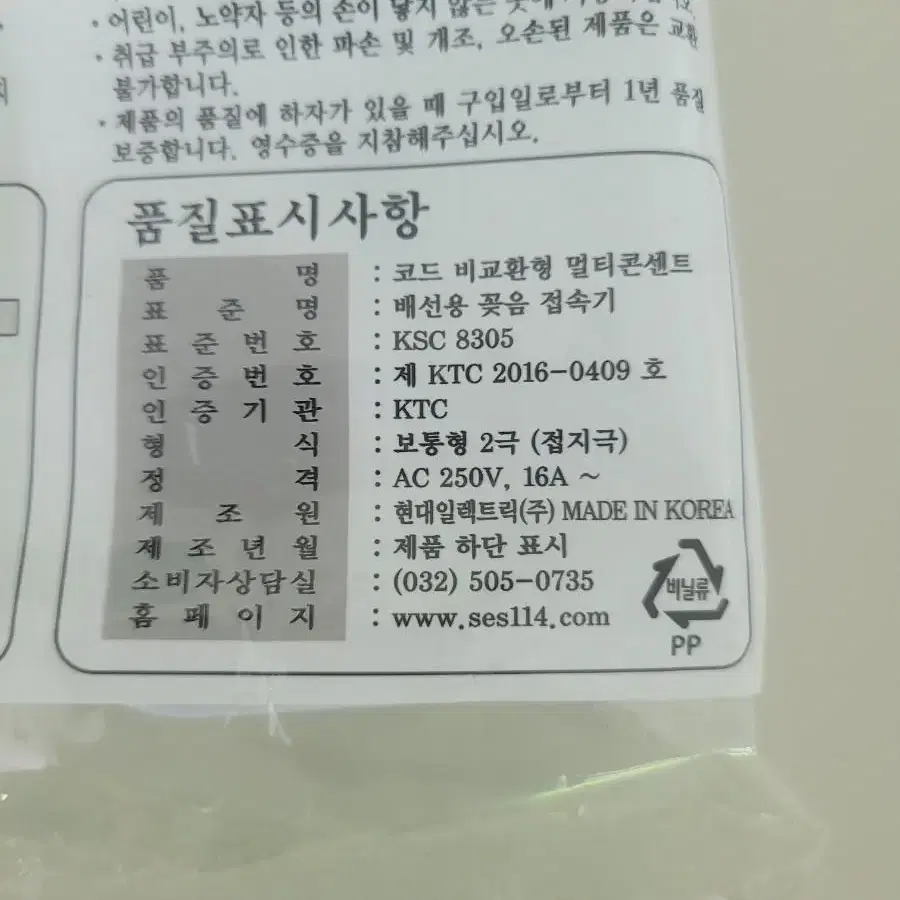 · 어린이, 노약자 등의 손이 닿지 않는 곳에
· 취급 부주의로 인한 파손 및 개조, 오손된 제품은 교환
불가합니다.
· 제품의 품질에 하자가 있을 때 구입일로부터 1년 품질
보증합니다. 영수증을 지참해주십시오.
품질표시사항
품 명 : 코드 비교환형 멀티콘센트
표 준 명 : 배선용 꽂음 접속기
표 준 번 호 : KSC 8305
인 증 번 호 : 제 KTC 2016-0409 호
인 증 기 관 : KTC
형 식 : 보통형 2극 (접지극)
정 격 : AC 250V, 16A ~
제 조 원 : 현대일렉트릭(주) MADE IN KOREA
제 조 년 월 : 제품 하단 표시
소비자상담실 : (032) 505-0735
홈 페 이 지 : www.ses114.com
비닐류
PP